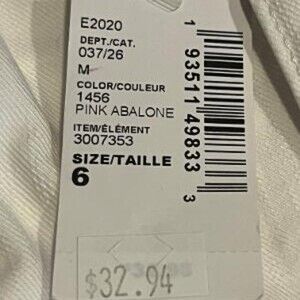 E2020
DEPT./CAT.
037/26
M
COLOR/COULEUR
1456
PINK ABALONE
ITEM/ELÉMENT
3007353
SIZE/TAILLE
6
$32.94
1 93511 49833 3